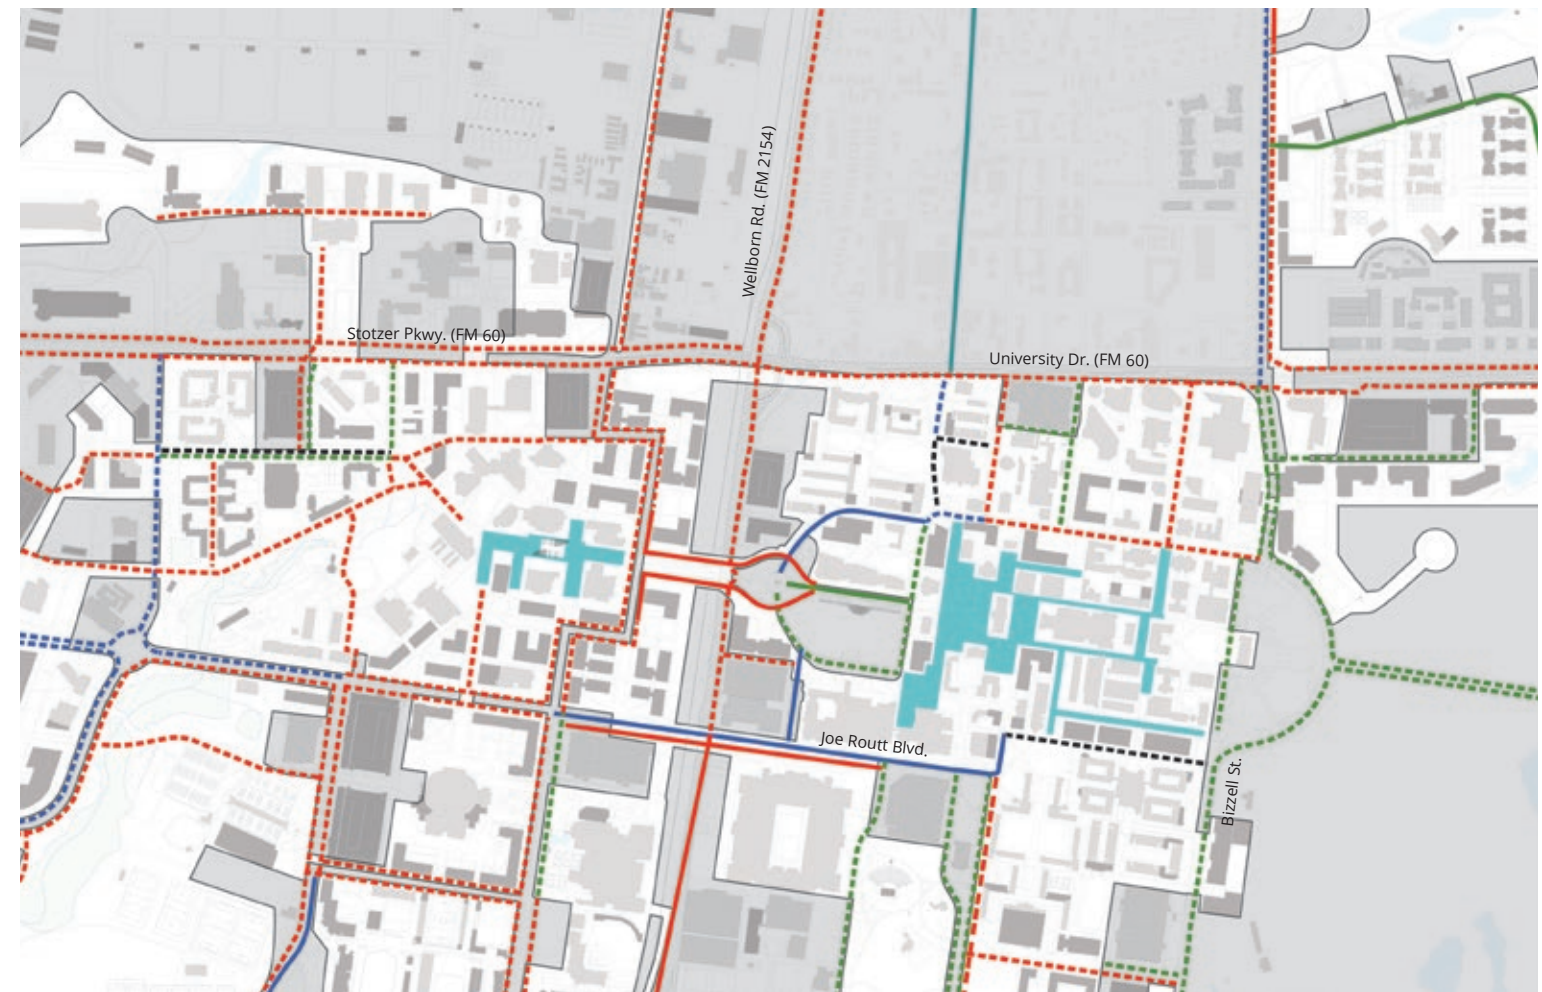 Wellborn Rd. (FM 2154)
Stotzer Pkwy. (FM 60)
University Dr. (FM 60)
Joe Routt Blvd.
Bizzell St.